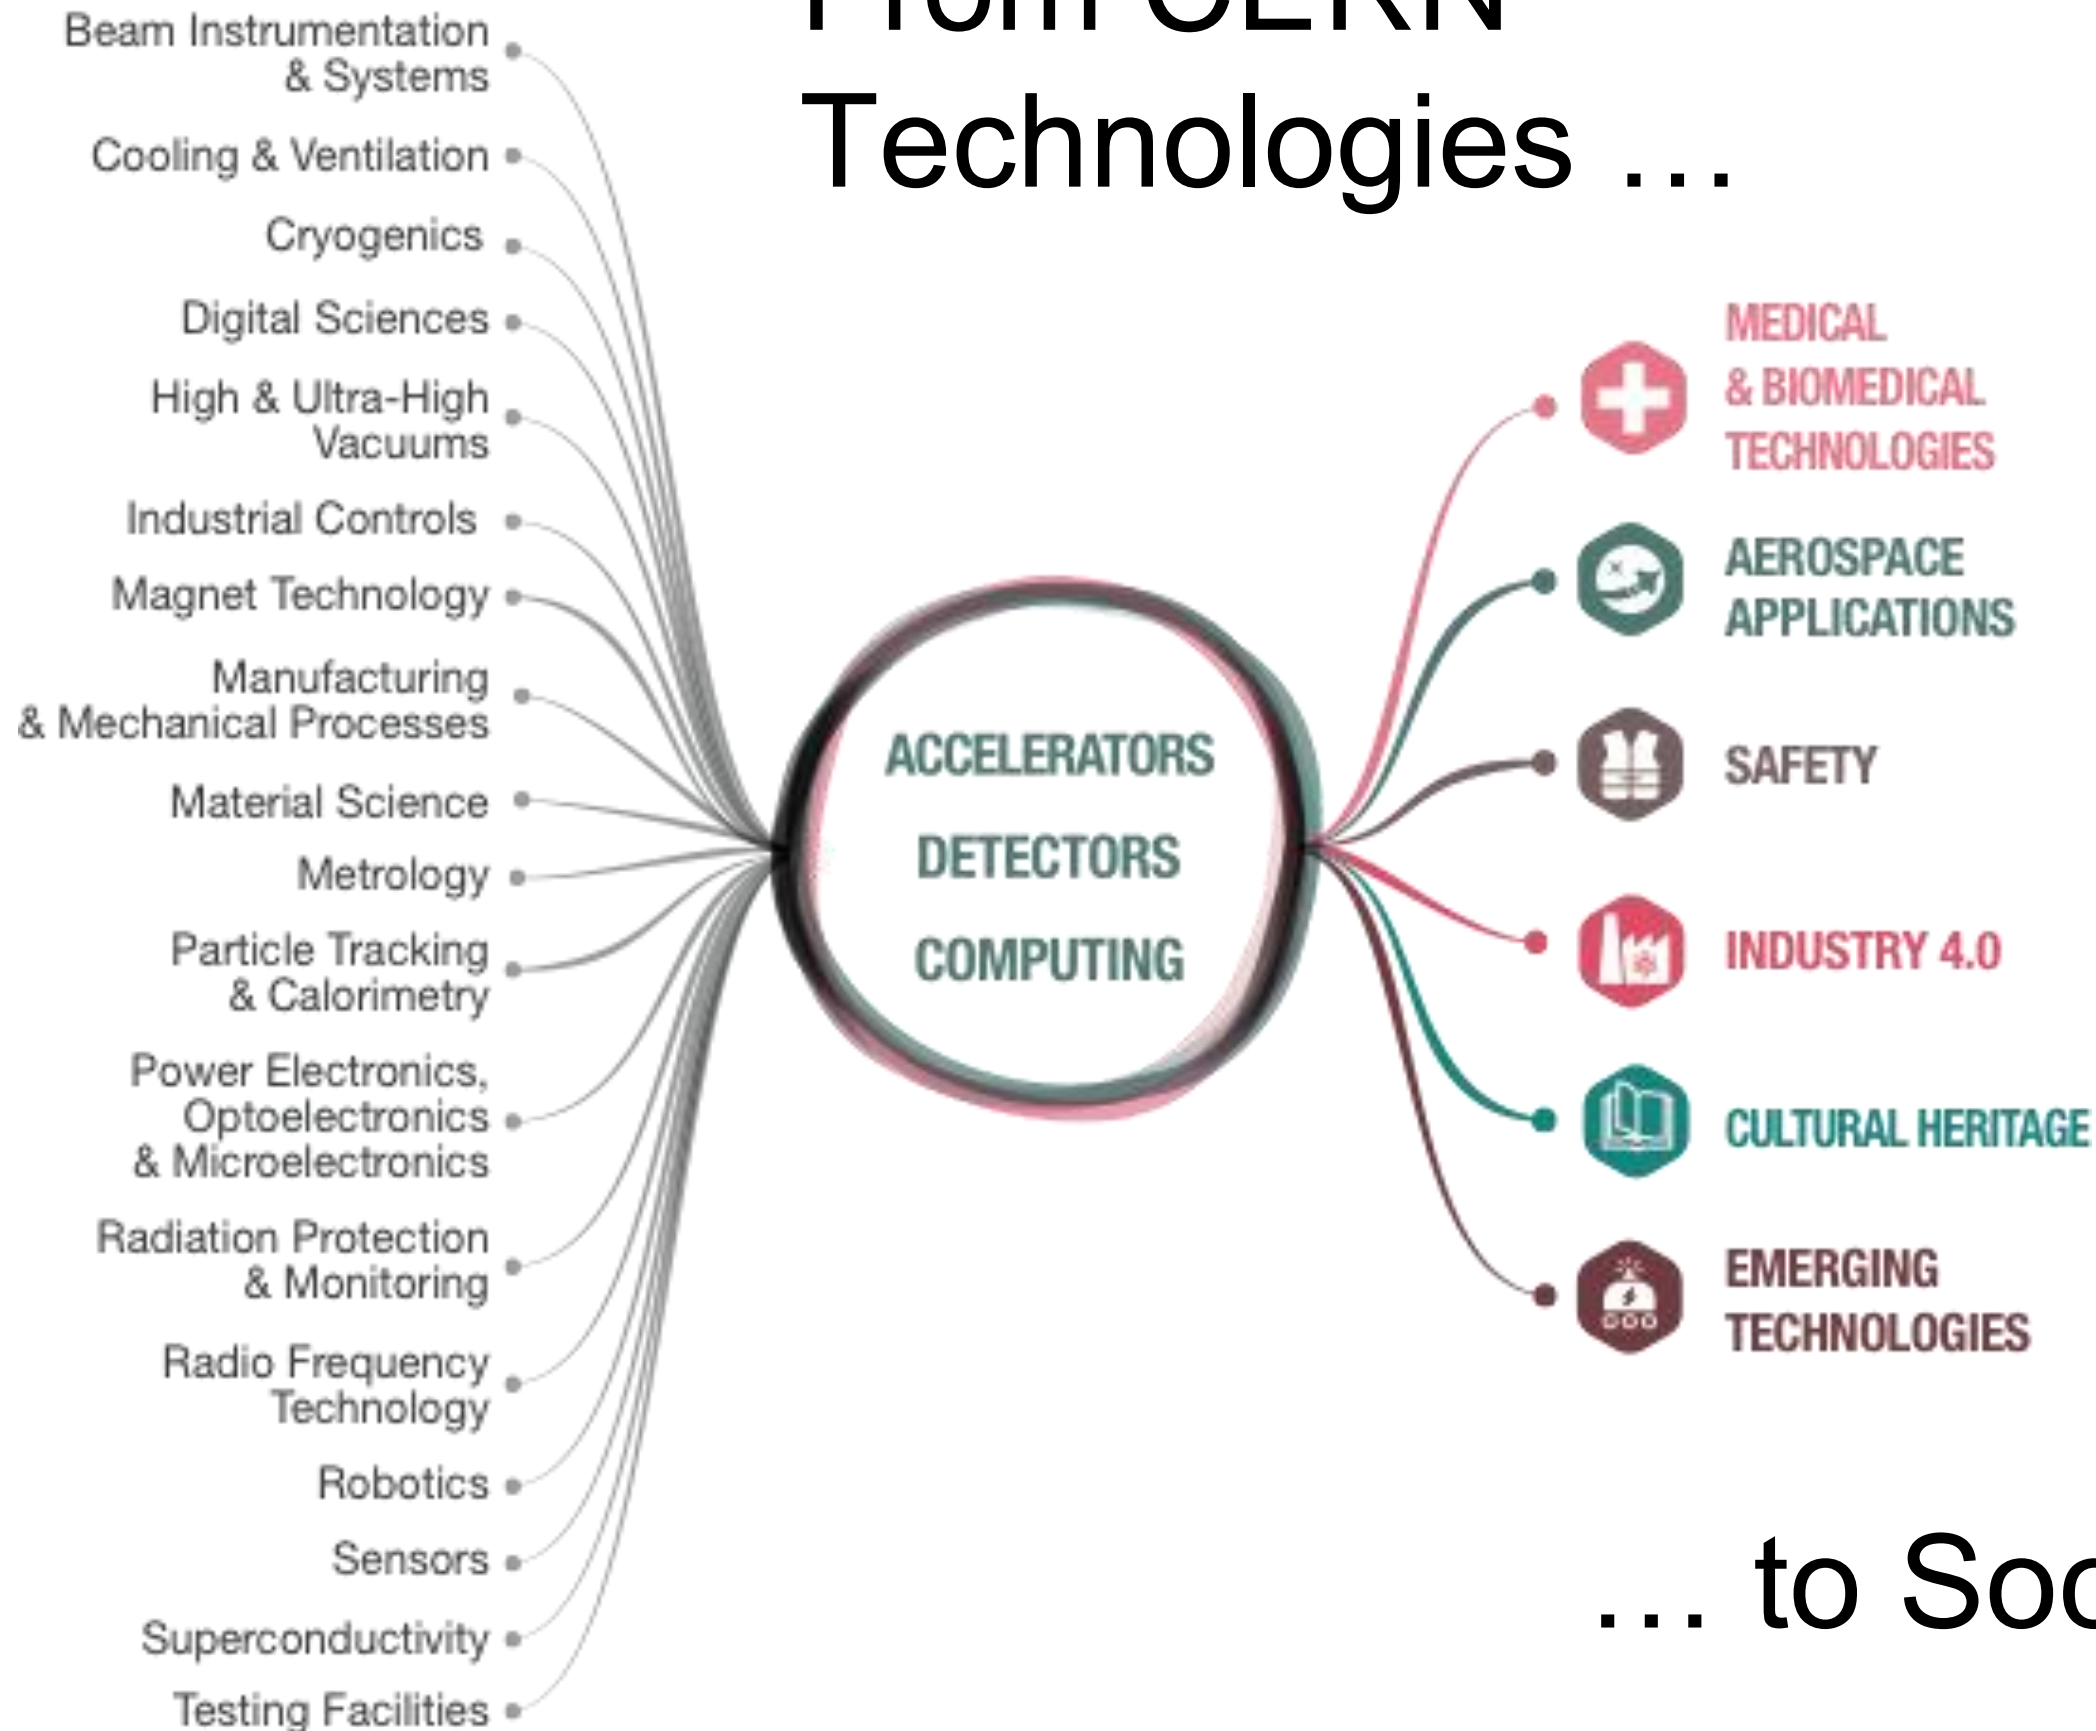 From CERN
Technologies ...
Beam Instrumentation
& Systems
Cooling & Ventilation
Cryogenics
Digital Sciences
High & Ultra-High
Vacuums
Industrial Controls
Magnet Technology
Manufacturing
& Mechanical Processes
Material Science
Metrology
Particle Tracking
& Calorimetry
Power Electronics,
Optoelectronics
& Microelectronics
Radiation Protection
& Monitoring
Radio Frequency
Technology
Robotics
Sensors
Superconductivity
Testing Facilities
ACCELERATORS
DETECTORS
COMPUTING
MEDICAL
& BIOMEDICAL
TECHNOLOGIES
AEROSPACE
APPLICATIONS
SAFETY
INDUSTRY 4.0
CULTURAL HERITAGE
EMERGING
TECHNOLOGIES
... to